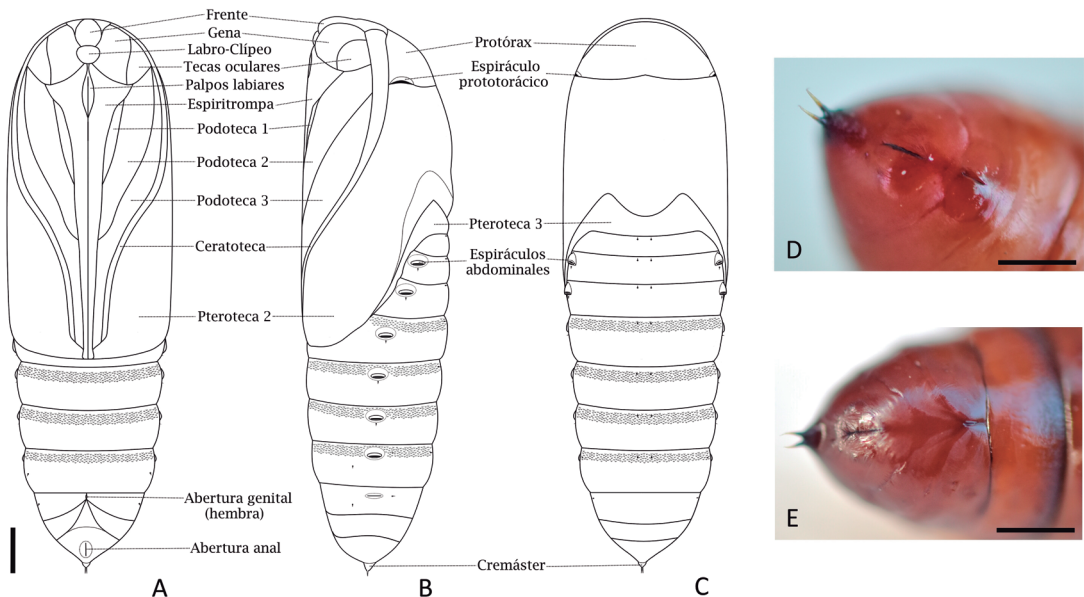 Frente
Gena
Labro-Clípeo
Tecas oculares
Palpos labiares
Espiritrompa
Podoteca 1
Podoteca 2
Podoteca 3
Ceratoteca
Pteroteca 2
Abertura genital
(hembra)
Abertura anal
Protórax
Espiráculo
prototorácico
Pteroteca 3
Espiráculos
abdominales
Cremáster
A
B
C
D
E